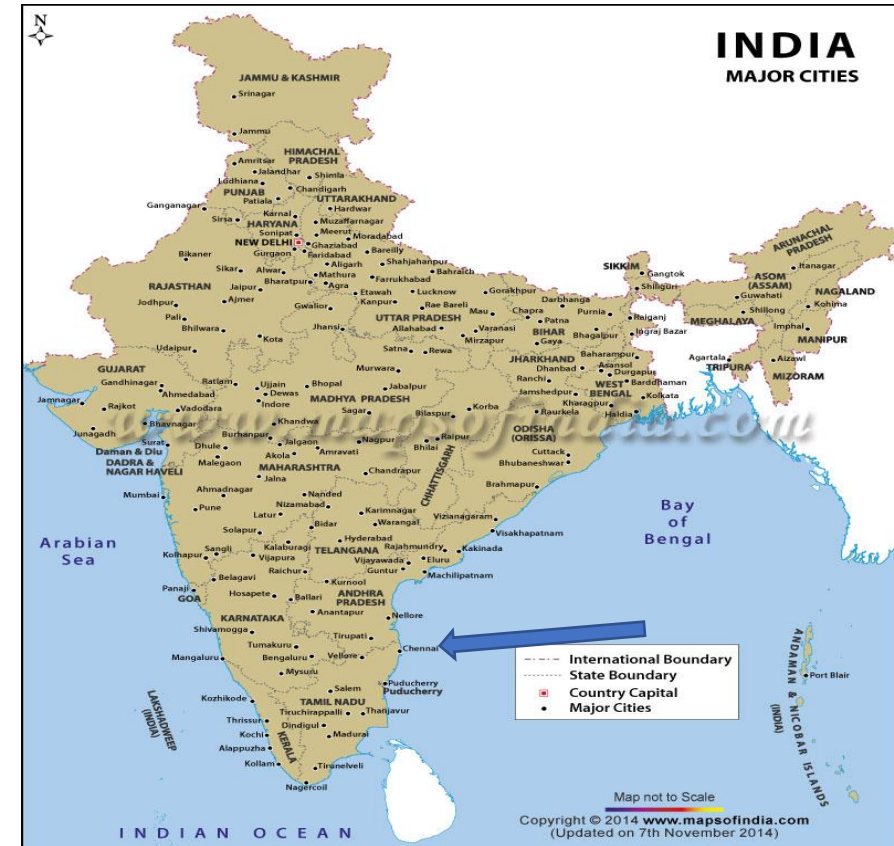 N
INDIA
MAJOR CITIES
JAMMU & KASHMIR
Srinagar
Jammu
HIMACHAL
PRADESH
Amritsar
Jalandhar
Shimla
Ludhiana
Chandigarh
PUNJAB
Patiala
UTTARAKHAND
Hardwar
Ganganagar
Karnal
Sirsa
HARYANA
Muzaffarnagar
Sonipat
Meerut
Moradabad
NEW DELHI
Ghaziabad
Gurgaon
Faridabad
Bareilly
Bikaner
Aligarh
Shahjahanpur
Sikar
Alwar
Mathura
Farrukhabad
Bahraich
RAJASTHAN
Jaipur
Bharatpur
Agra
Etawah
Lucknow
Gorakhpur
Jodhpur
Ajmer
Gwalior
Kanpur
Rae Bareli
Darbhanga
Pali
UTTAR PRADESH
Mau
Chapra
Purnia
Raiganj
Bhilwara
Jhansi
Allahabad
Varanasi
Patna
BIHAR
Bhagalpur
Ingraj Bazar
Udaipur
Kota
Mirzapur
Gaya
SIKKIM
Gangtok
Shiliguri
ARUNACHAL
PRADESH
Itanagar
ASOM
(ASSAM)
Guwahati
NAGALAND
Kohima
Shillong
MEGHALAYA
Imphal
MANIPUR
Agartala
TRIPURA
Aizawl
MIZORAM
Satna
Rewa
JHARKHAND
Baharampur
GUJARAT
Murwara
Dhanbad
Asansol
Durgapur
Gandhinagar
Ratlam
Ujjain
Bhopal
Jabalpur
Ranchi
WEST
BENGAL
Barddhaman
Ahmedabad
Dewas
MADHYA PRADESH
Jamshedpur
Kolkata
Jamnagar
Rajkot
Vadodara
Indore
Sagar
Korba
Kharagpur
Bilaspur
Raurkela
Haldia
Bhavnagar
Khandwa
www.mapsofindia.com
Junagadh
Surat
Burhanpur
Jalgaon
Nagpur
Raipur
ODISHA
(ORISSA)
Daman & Diu
Dhule
Akola
Amravati
Bhilai
Cuttack
DADRA &
NAGAR HAVELI
Malegaon
MAHARASHTRA
CHHATTISGARH
Bhubaneshwar
Jalna
Chandrapur
Mumbai
Ahmadnagar
Nanded
Brahmapur
Pune
Nizamabad
Karimnagar
Latur
Warangal
Vizianagaram
Bay
of
Bengal
Solapur
Bidar
Visakhapatnam
Arabian
Sea
Hyderabad
Kalaburagi
Sangli
TELANGANA
Rajahmundry
Kakinada
Kolhapur
Vijapura
Vijayawada
Eluru
Raichur
Guntur
Machilipatnam
Belagavi
Kurnool
Panaji
GOA
Hosapete
Ballari
ANDHRA
PRADESH
KARNATAKA
Anantapur
Nellore
Shivamogga
Tirupati
Tumakuru
Chennai
Mangaluru
Bengaluru
Vellore
Mysuru
Puducherry
Puducherry
Salem
Kozhikode
TAMIL NADU
Tiruchirappalli
Thanjavur
Thrissur
Dindigul
Kochi
Madurai
KERALA
Alappuzha
Kollam
Tirunelveli
Nagercoil
LAKSHADWEEP
(INDIA)
International Boundary
State Boundary
Country Capital
Major Cities
Port Blair
ANDAMAN & NICOBAR ISLANDS
(INDIA)
INDIAN OCEAN
Map not to Scale
Copyright © 2014 www.mapsofindia.com
(Updated on 7th November 2014)